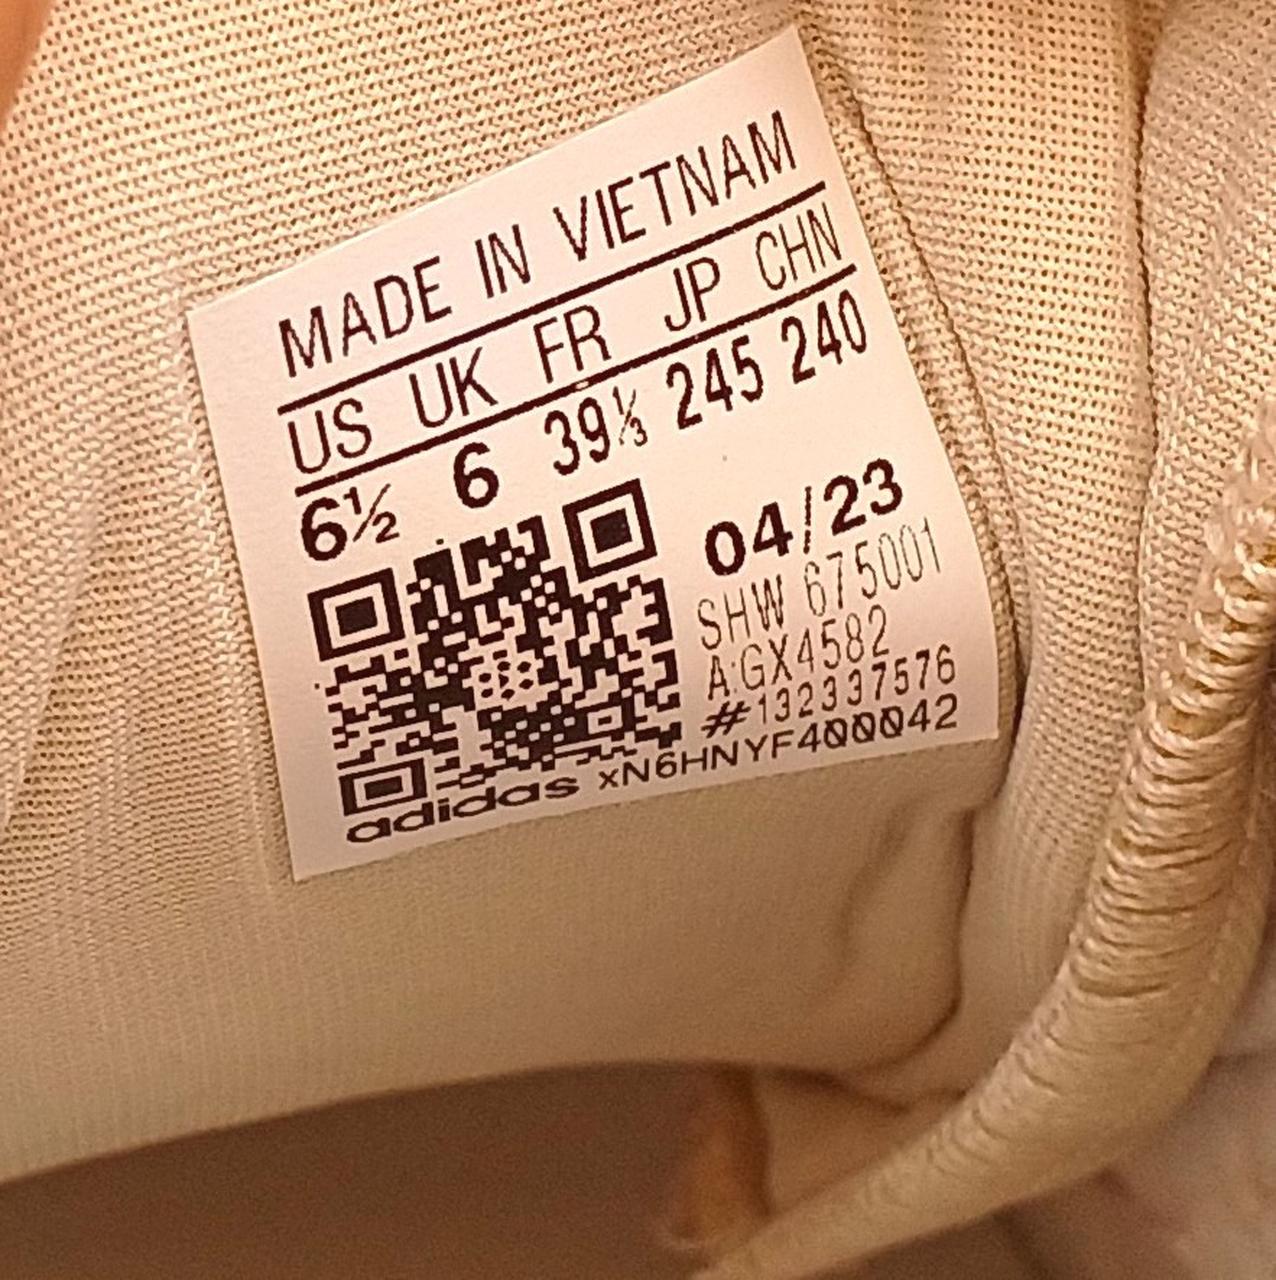 MADE IN VIETNAM
US UK FR JP CHN
6½ 6 39⅓ 245 240
04/23
SHW 675001
A:GX4582
#132337576
adidas xN6HNYF400042